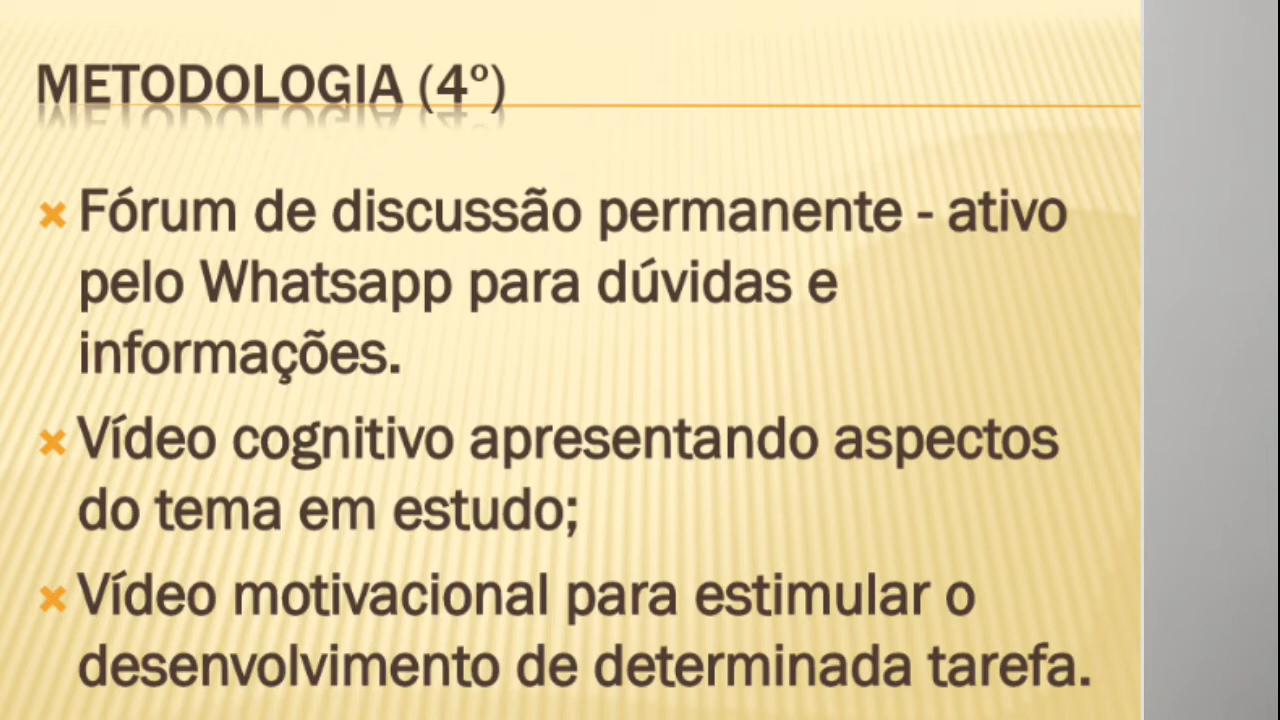 METODOLOGIA (4º)
Fórum de discussão permanente - ativo
pelo Whatsapp para dúvidas e
informações.
Vídeo cognitivo apresentando aspectos
do tema em estudo;
Vídeo motivacional para estimular o
desenvolvimento de determinada tarefa.